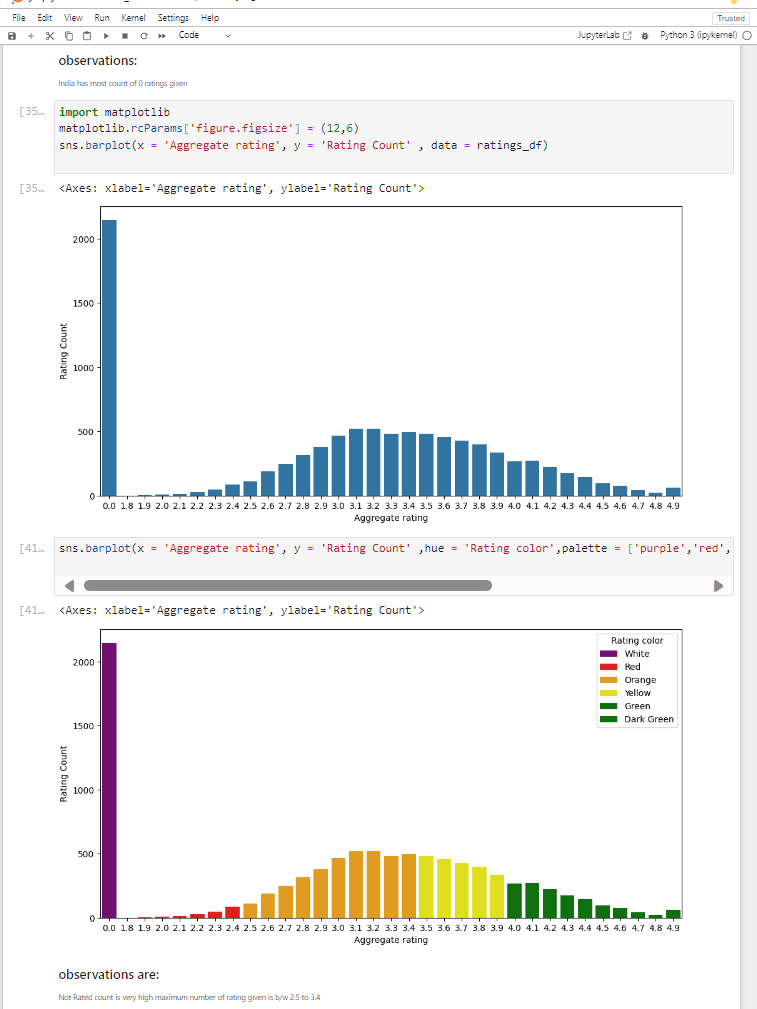 File Edit View Run Kernel Settings Help
Trusted
Code
JupyterLab
Python 3 (ipykernel)
observations:
India has most count of 0 ratings given
[35…
import matplotlib
matplotlib.rcParams['figure.figsize'] = (12,6)
sns.barplot(x = 'Aggregate rating', y = 'Rating Count' , data = ratings_df)
[35…
<Axes: xlabel='Aggregate rating', ylabel='Rating Count'>
2000
1500
1000
500
0
Rating Count
0.0 1.8 1.9 2.0 2.1 2.2 2.3 2.4 2.5 2.6 2.7 2.8 2.9 3.0 3.1 3.2 3.3 3.4 3.5 3.6 3.7 3.8 3.9 4.0 4.1 4.2 4.3 4.4 4.5 4.6 4.7 4.8 4.9
Aggregate rating
[41…
sns.barplot(x = 'Aggregate rating', y = 'Rating Count' ,hue = 'Rating color',palette = ['purple','red',
[41…
<Axes: xlabel='Aggregate rating', ylabel='Rating Count'>
Rating color
White
Red
Orange
Yellow
Green
Dark Green
2000
1500
1000
500
0
Rating Count
0.0 1.8 1.9 2.0 2.1 2.2 2.3 2.4 2.5 2.6 2.7 2.8 2.9 3.0 3.1 3.2 3.3 3.4 3.5 3.6 3.7 3.8 3.9 4.0 4.1 4.2 4.3 4.4 4.5 4.6 4.7 4.8 4.9
Aggregate rating
observations are:
Not Rated count is very high maximum number of rating given is b/w 2.5 to 3.4